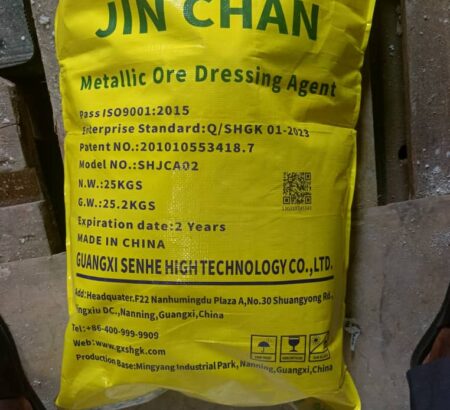 JIN CHAN
Metallic Ore Dressing Agent
Pass ISO9001:2015
Enterprise Standard:Q/SHGK 01-2023
Patent NO.:201010553418.7
Model NO.:SHJCA02
N.W.:25KGS
G.W.:25.2KGS
Expiration date:2 Years
MADE IN CHINA
GUANGXI SENHE HIGH TECHNOLOGY CO.,LTD.
Add:Headquater.F22 Nanhumingdu Plaza A,No.30 Shuangyong Rd.,
Qingxiu DC.,Nanning,Guangxi,China
Tel:+86-400-999-9909
Web:www.gxshgk.com
Production Base:Mingyang Industrial Park,Nanning,Guangxi,China